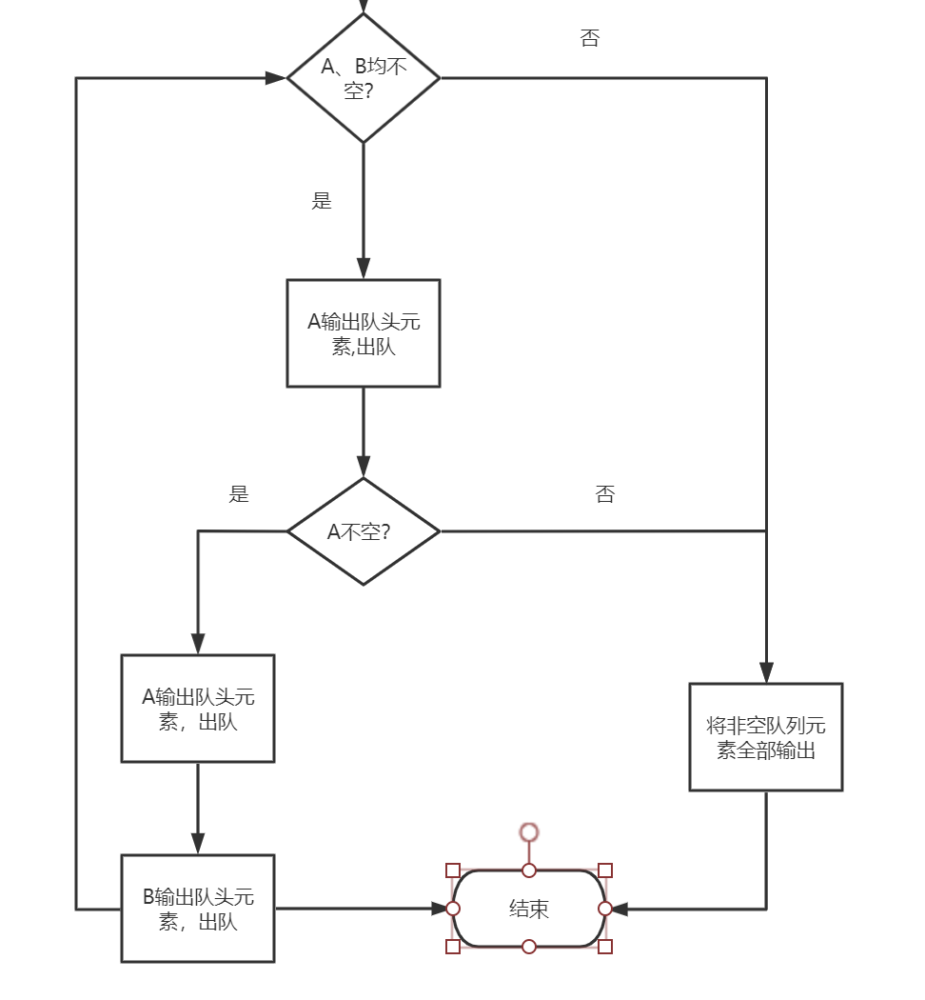 否
A、B均不
空?
是
A输出队头元
素,出队
是
否
A不空?
A输出队头元
素，出队
将非空队列元
素全部输出
B输出队头元
素，出队
结束